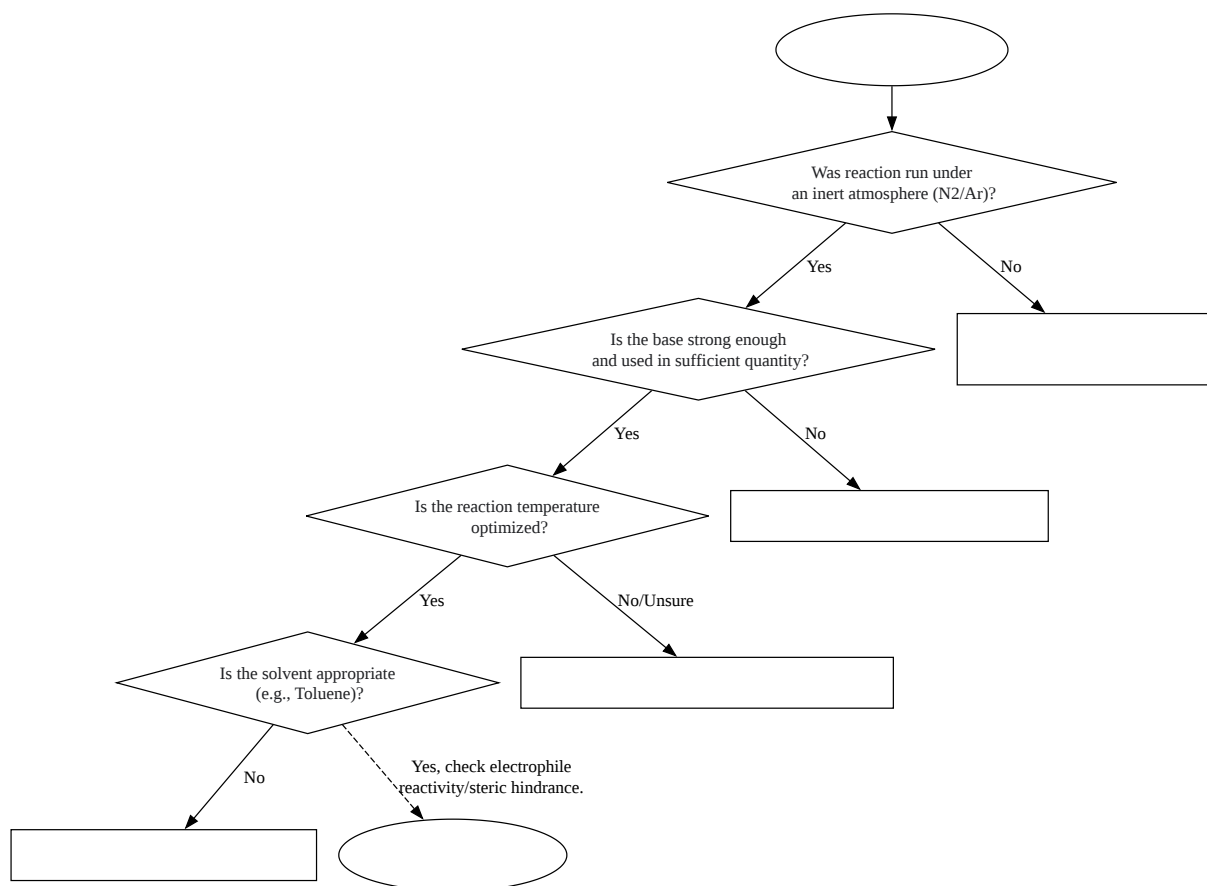 Was reaction run under
an inert atmosphere (N2/Ar)?
Yes
No
Is the base strong enough
and used in sufficient quantity?
Yes
No
Is the reaction temperature
optimized?
Yes
No/Unsure
Is the solvent appropriate
(e.g., Toluene)?
No
Yes, check electrophile
reactivity/steric hindrance.